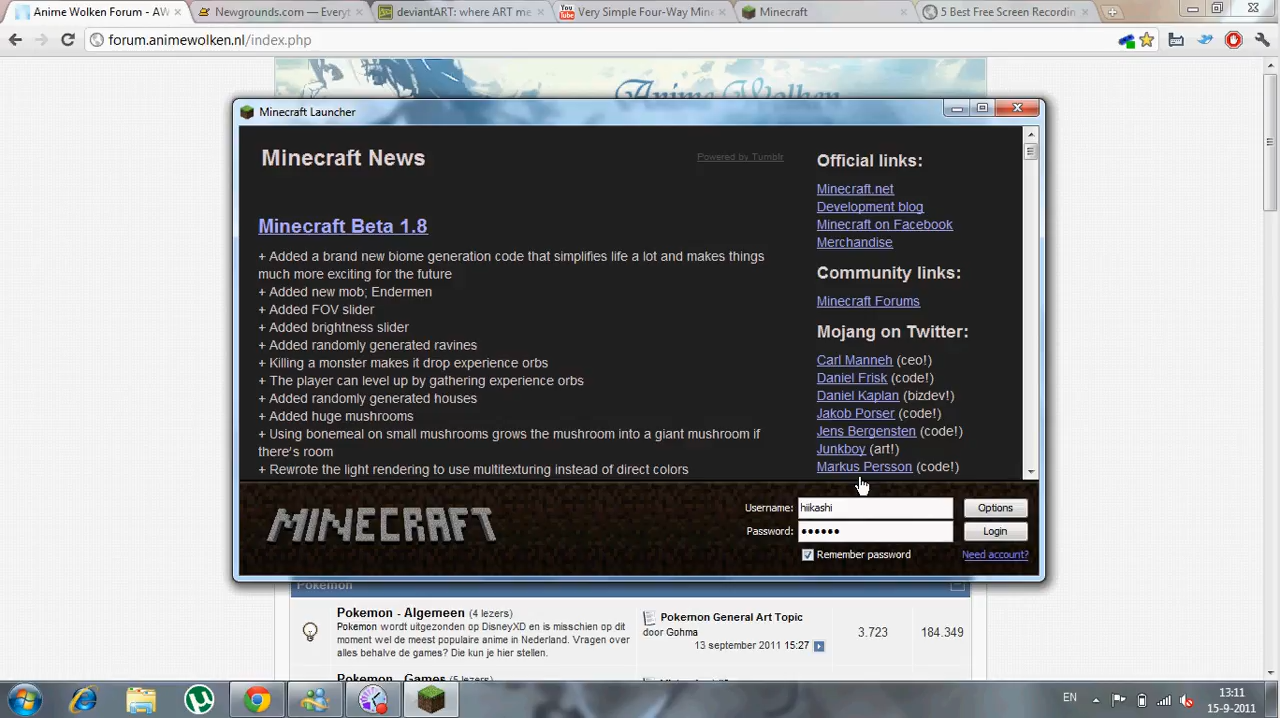 Anime Wolken Forum - AW
Newgrounds.com — Everyt
deviantART: where ART me
Very Simple Four-Way Min
Minecraft
5 Best Free Screen Recordin
forum.animewolken.nl/index.php
Anime Wolken
Minecraft Launcher
Minecraft News
Powered by Tumblr
Minecraft Beta 1.8
+ Added a brand new biome generation code that simplifies life a lot and makes things
much more exciting for the future
+ Added new mob; Endermen
+ Added FOV slider
+ Added brightness slider
+ Added randomly generated ravines
+ Killing a monster makes it drop experience orbs
+ The player can level up by gathering experience orbs
+ Added randomly generated houses
+ Added huge mushrooms
+ Using bonemeal on small mushrooms grows the mushroom into a giant mushroom if
there's room
+ Rewrote the light rendering to use multitexturing instead of direct colors
Official links:
Minecraft.net
Development blog
Minecraft on Facebook
Merchandise
Community links:
Minecraft Forums
Mojang on Twitter:
Carl Manneh (ceo!)
Daniel Frisk (code!)
Daniel Kaplan (bizdev!)
Jakob Porser (code!)
Jens Bergensten (code!)
Junkboy (art!)
Markus Persson (code!)
MINECRAFT
Username: hiikashi
Options
Password: ••••••
Login
Remember password
Need account?
Pokemon
Pokemon - Algemeen (4 lezers)
Pokemon wordt uitgezonden op DisneyXD en is misschien op dit
moment wel de meest populaire anime in Nederland. Vragen over
alles behalve de games? Die kun je hier stellen.
Pokemon General Art Topic
door Gohma
13 september 2011 15:27
3.723
184.349
Pokemon - Games (5 lezers)
EN
13:11
15-9-2011